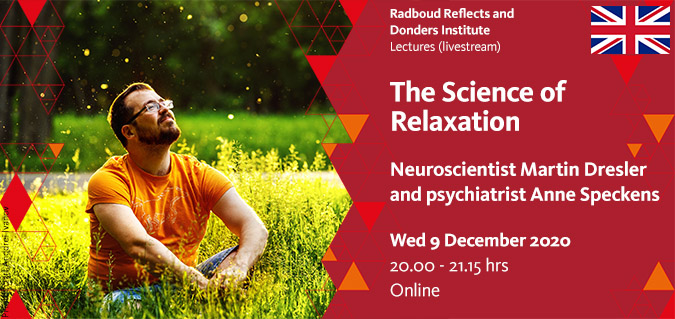 Radboud Reflects and
Donders Institute
Lectures (livestream)
The Science of
Relaxation
Neuroscientist Martin Dresler
and psychiatrist Anne Speckens
Wed 9 December 2020
20.00 - 21.15 hrs
Online